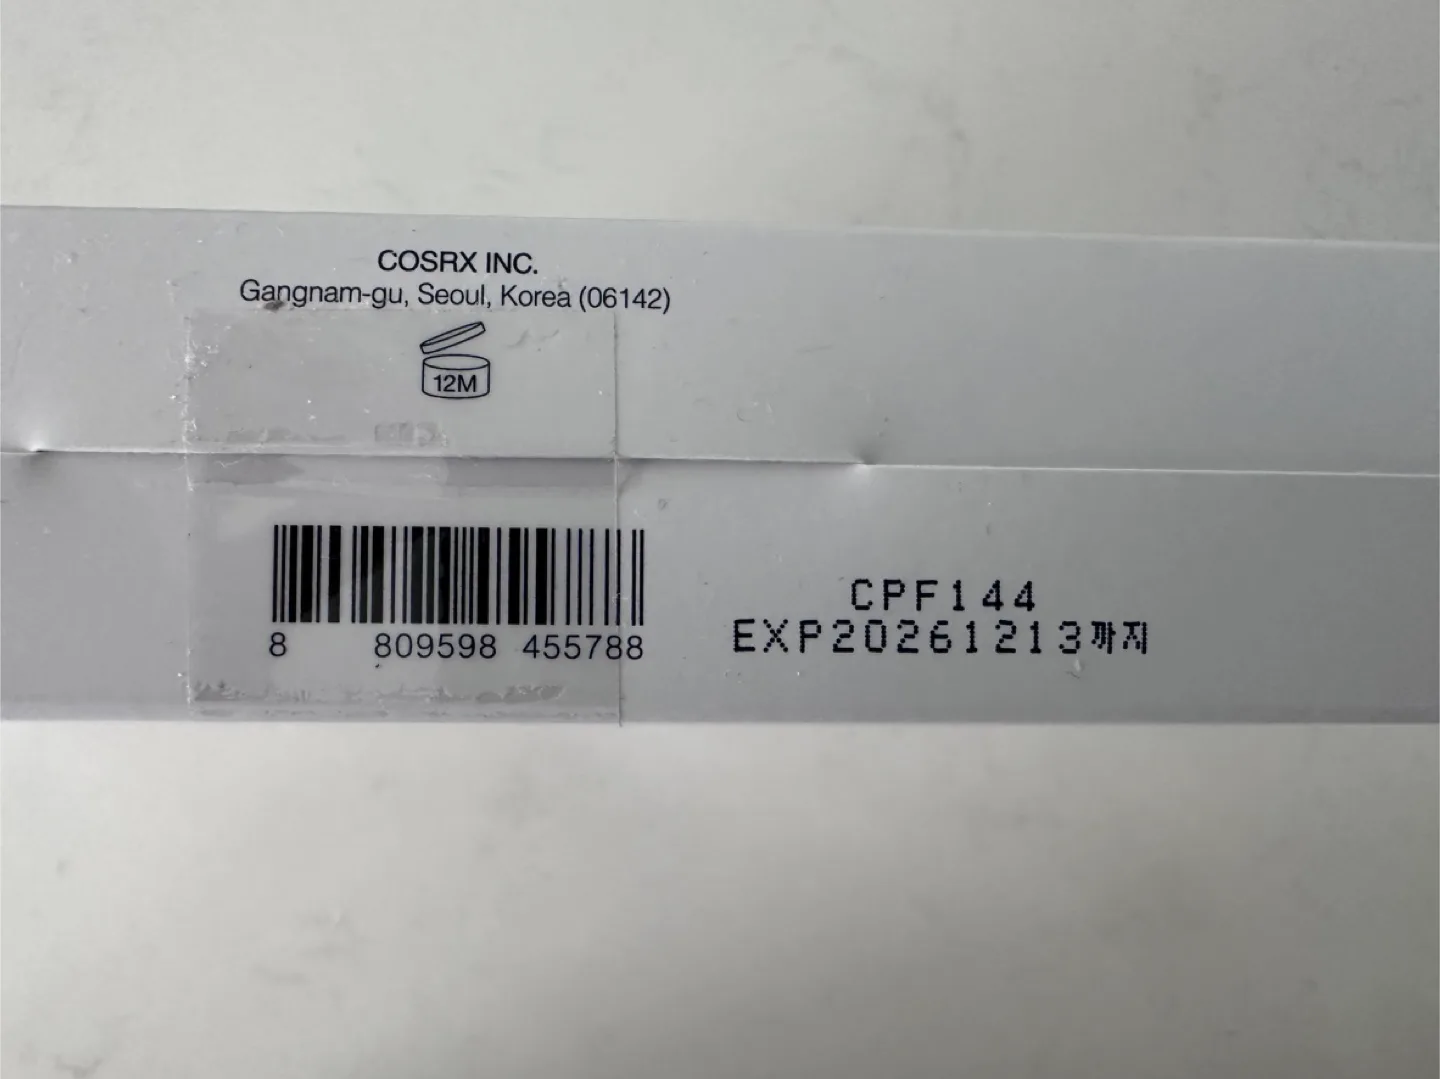 COSRX INC.
Gangnam-gu, Seoul, Korea (06142)
12M
8 809598 455788
CPF144
EXP20261213까지